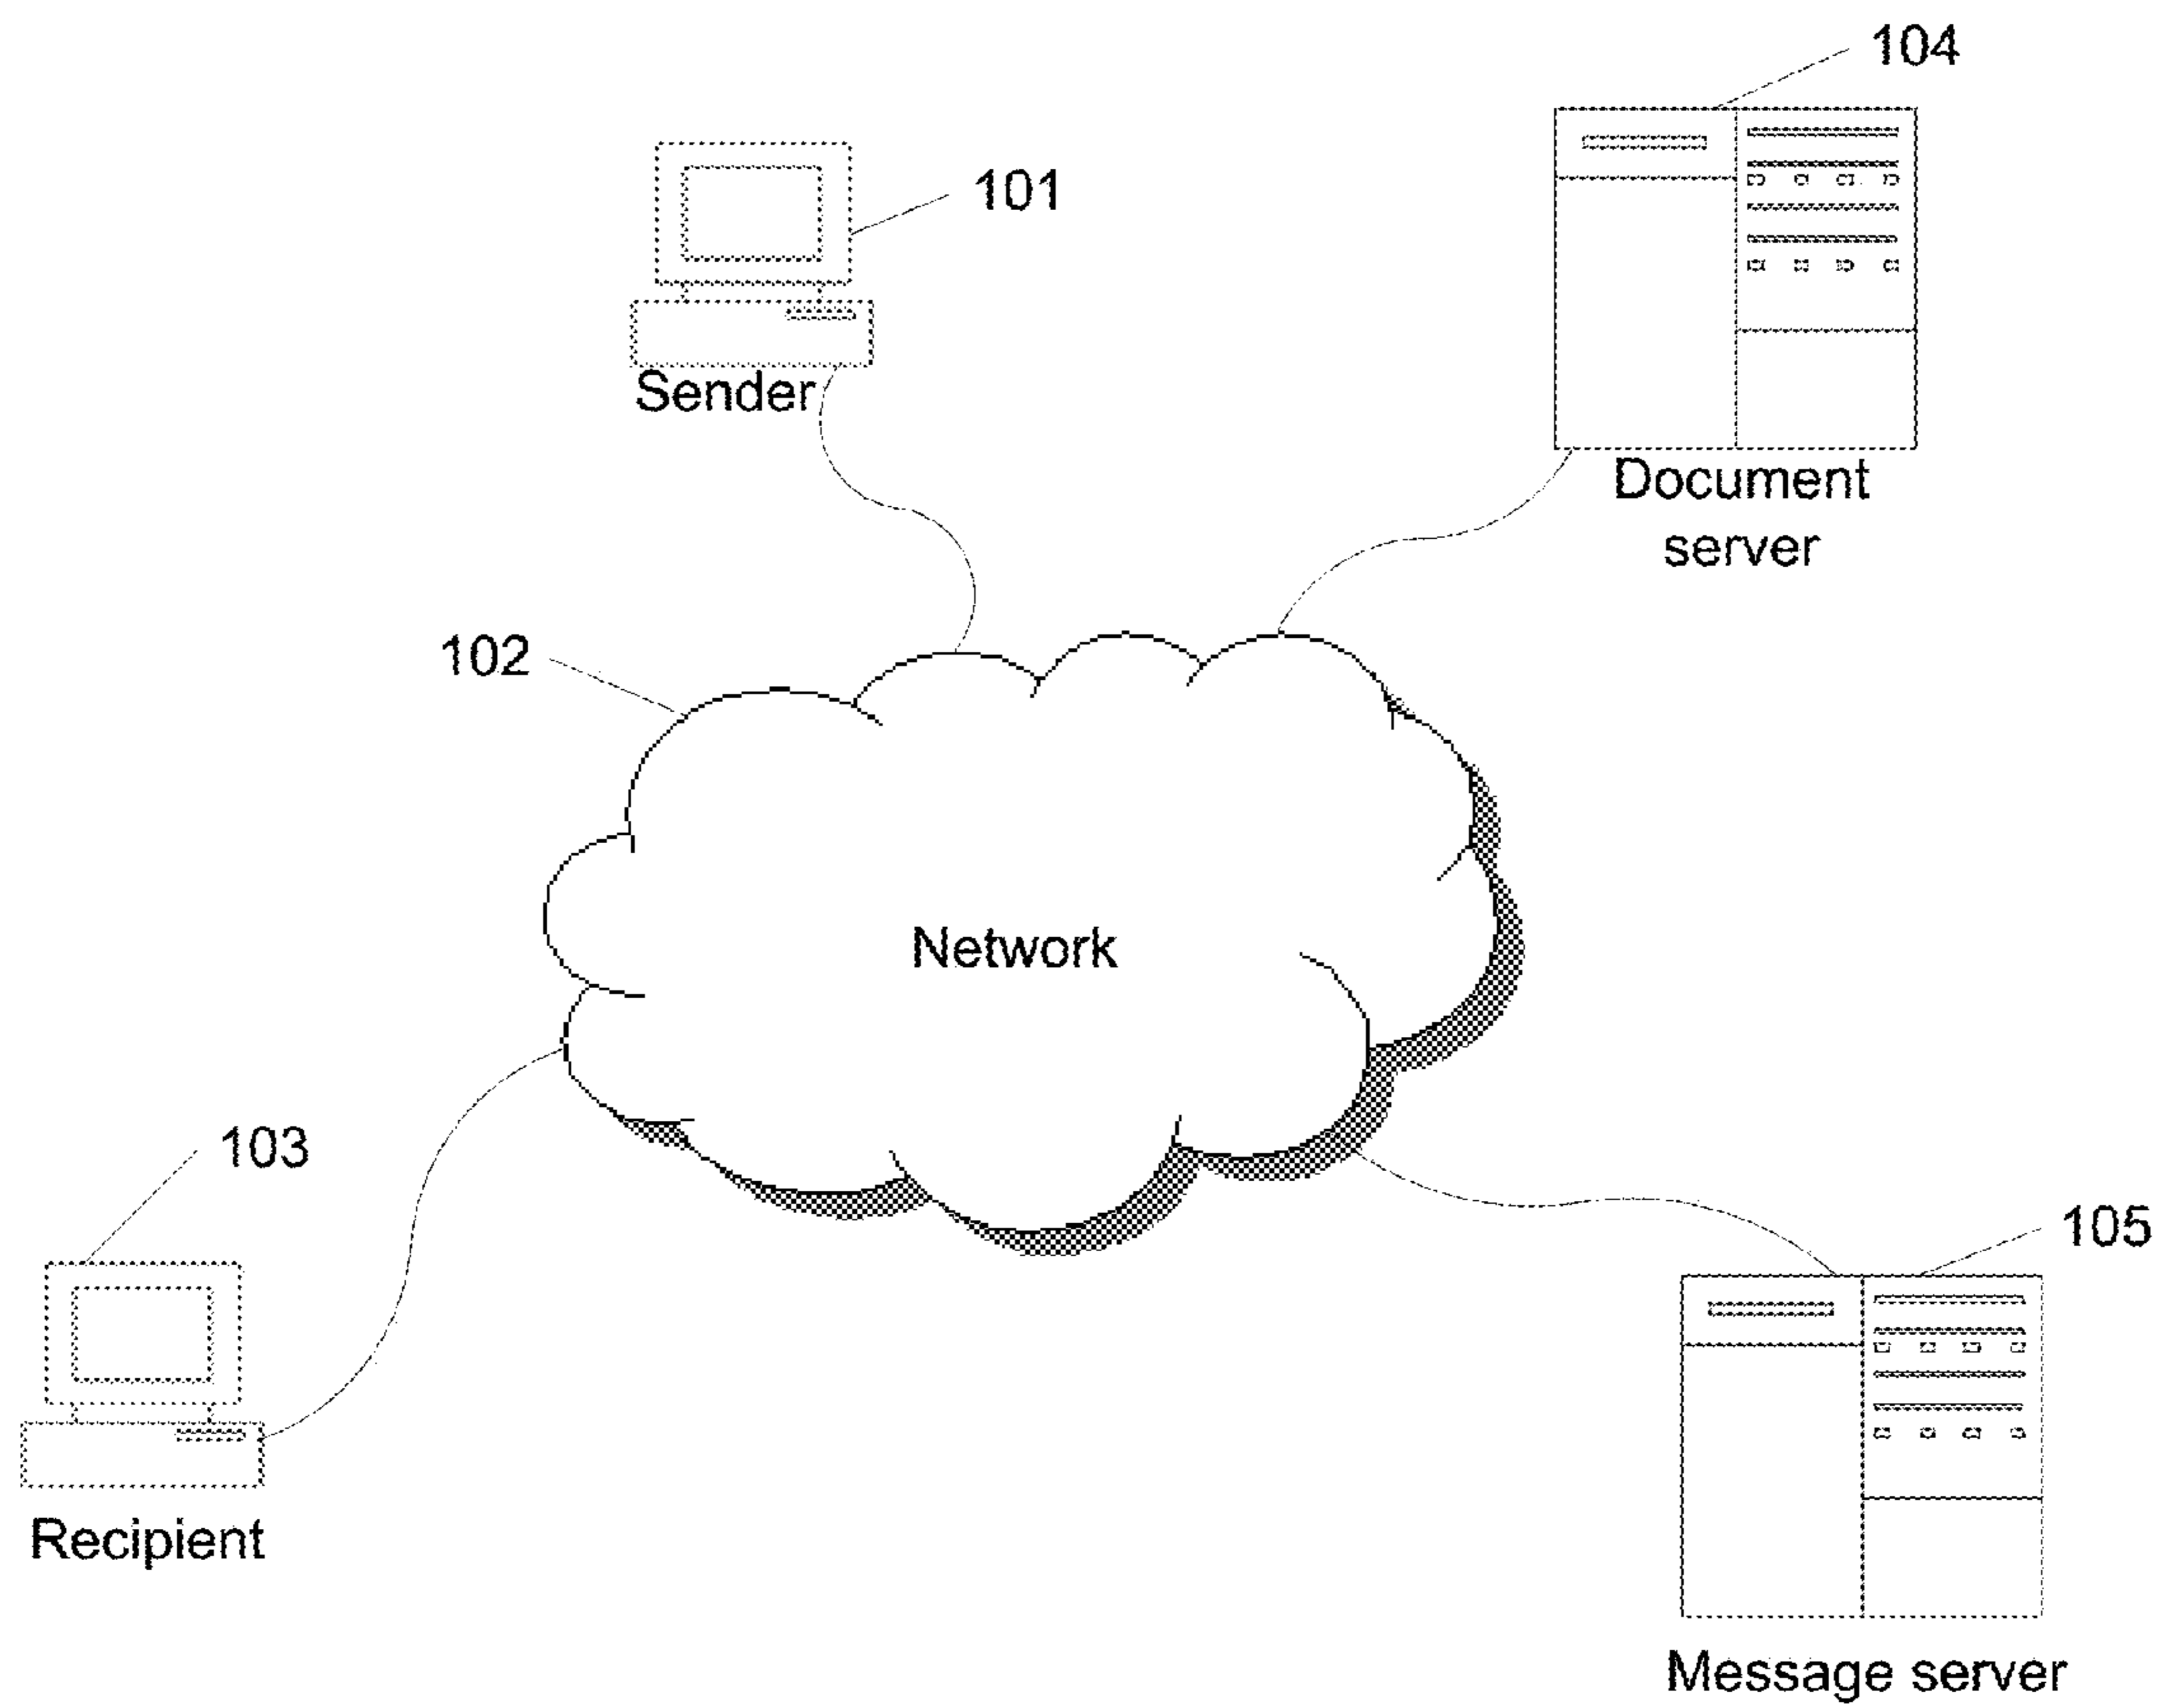 104
101
Sender
Document
server
102
Network
103
105
Recipient
Message server